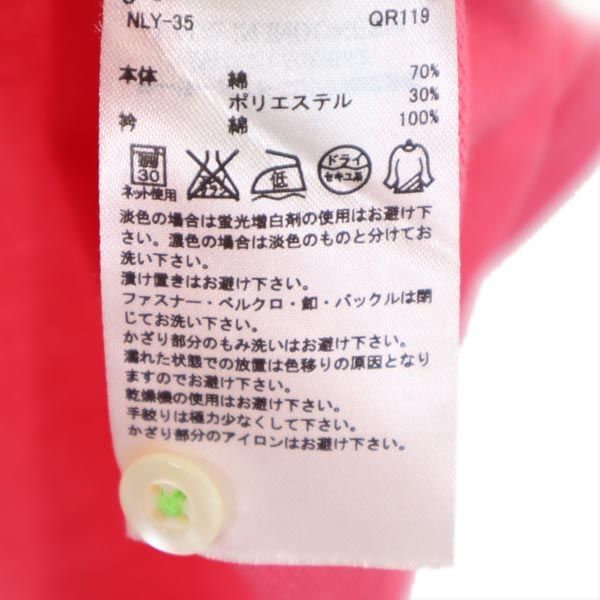 NLY-35 QR119
本体 綿 70%
ポリエステル 30%
衿 綿 100%
30 エンソ サラシ 低 ドライ セキユ系
ネット使用
淡色の場合は蛍光増白剤の使用はお避け下
さい。濃色の場合は淡色のものと分けてお
洗い下さい。
漬け置きはお避け下さい。
ファスナー・ベルクロ・釦・バックルは閉
じてお洗い下さい。
かざり部分のもみ洗いはお避け下さい。
濡れた状態での放置は色移りの原因となり
ますのでお避け下さい。
乾燥機の使用はお避け下さい。
手絞りは極力少なくして下さい。
かざり部分のアイロンはお避け下さい。